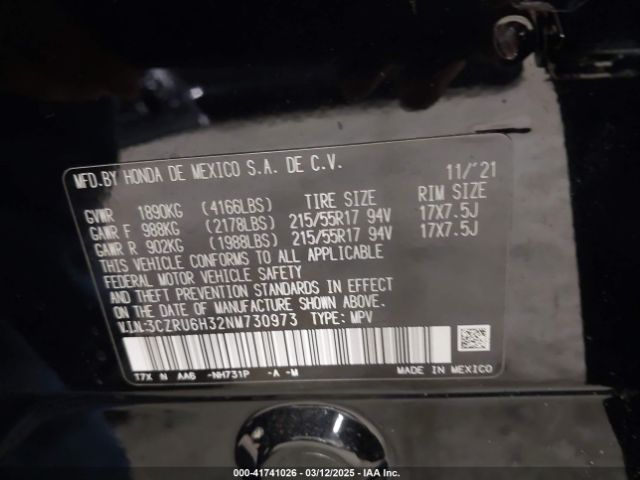 MFD.BY HONDA DE MEXICO S.A. DE C.V. 11/'21
GVWR 1890KG (4166LBS) TIRE SIZE RIM SIZE
GAWR F 988KG (2178LBS) 215/55R17 94V 17X7.5J
GAWR R 902KG (1988LBS) 215/55R17 94V 17X7.5J
THIS VEHICLE CONFORMS TO ALL APPLICABLE
FEDERAL MOTOR VEHICLE SAFETY
AND THEFT PREVENTION STANDARDS IN EFFECT
ON THE DATE OF MANUFACTURE SHOWN ABOVE.
V.I.N:3CZRU6H32NM730973 TYPE: MPV
T7X N AA6 -NH731P -A -M MADE IN MEXICO
000-41741026 - 03/12/2025 - IAA Inc.